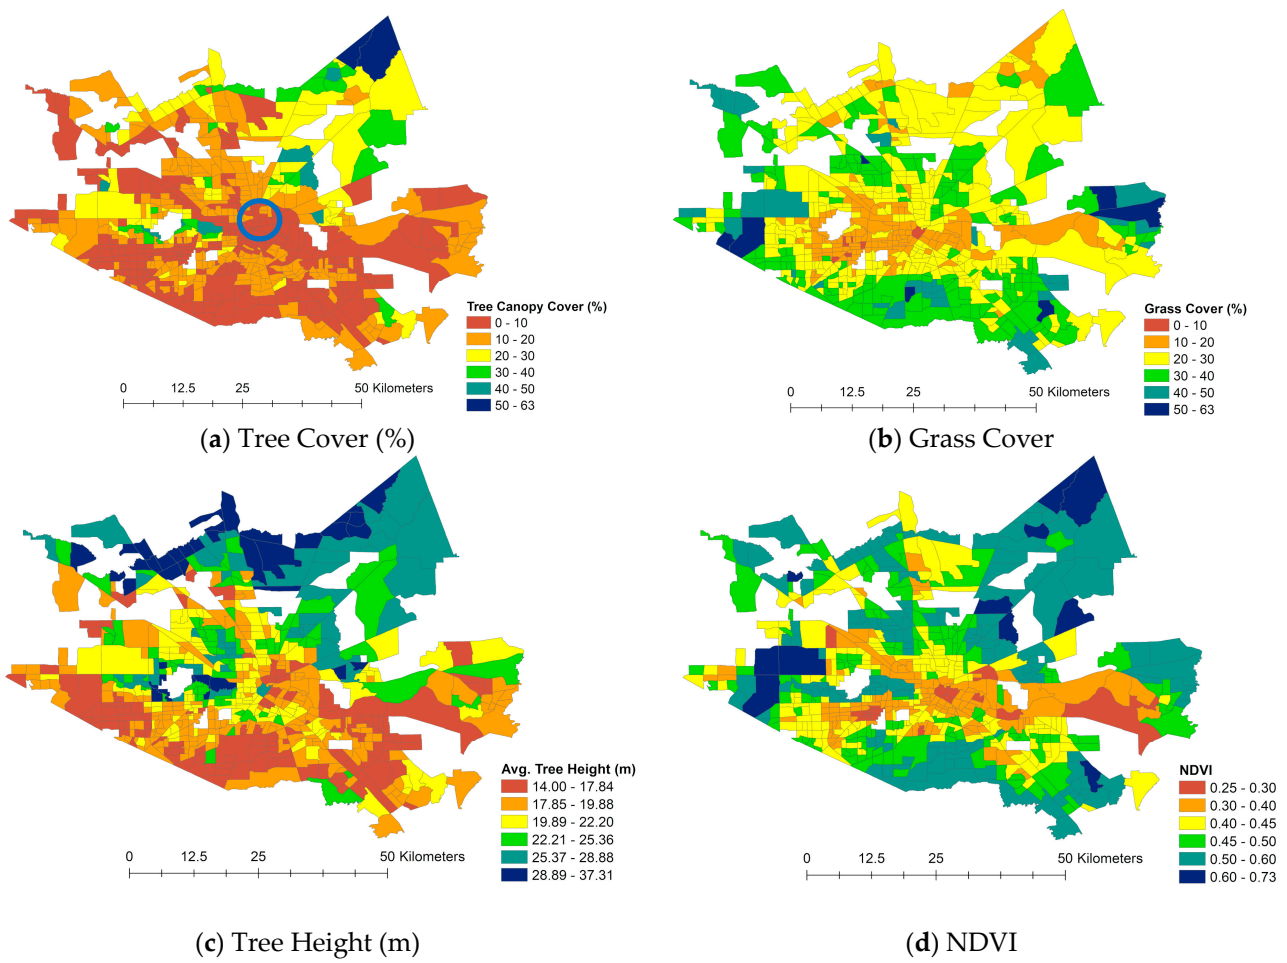 Tree Canopy Cover (%)
0 - 10
10 - 20
20 - 30
30 - 40
40 - 50
50 - 63
0 12.5 25 50 Kilometers
(a) Tree Cover (%)
Grass Cover (%)
0 - 10
10 - 20
20 - 30
30 - 40
40 - 50
50 - 63
0 12.5 25 50 Kilometers
(b) Grass Cover
Avg. Tree Height (m)
14.00 - 17.84
17.85 - 19.88
19.89 - 22.20
22.21 - 25.36
25.37 - 28.88
28.89 - 37.31
0 12.5 25 50 Kilometers
(c) Tree Height (m)
NDVI
0.25 - 0.30
0.30 - 0.40
0.40 - 0.45
0.45 - 0.50
0.50 - 0.60
0.60 - 0.73
0 12.5 25 50 Kilometers
(d) NDVI